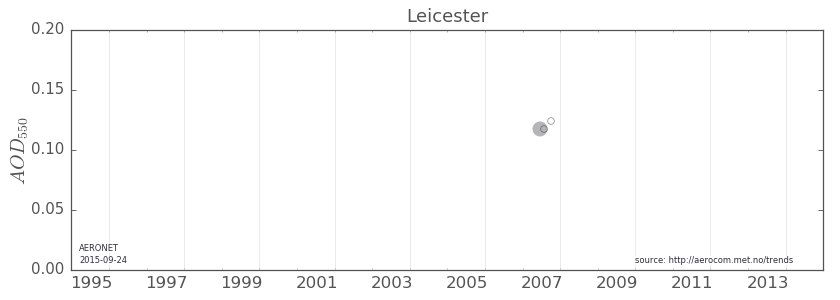 Leicester
0.20
0.15
0.10
0.05
0.00
AOD550
AERONET
2015-09-24
source: http://aerocom.met.no/trends
1995 1997 1999 2001 2003 2005 2007 2009 2011 2013